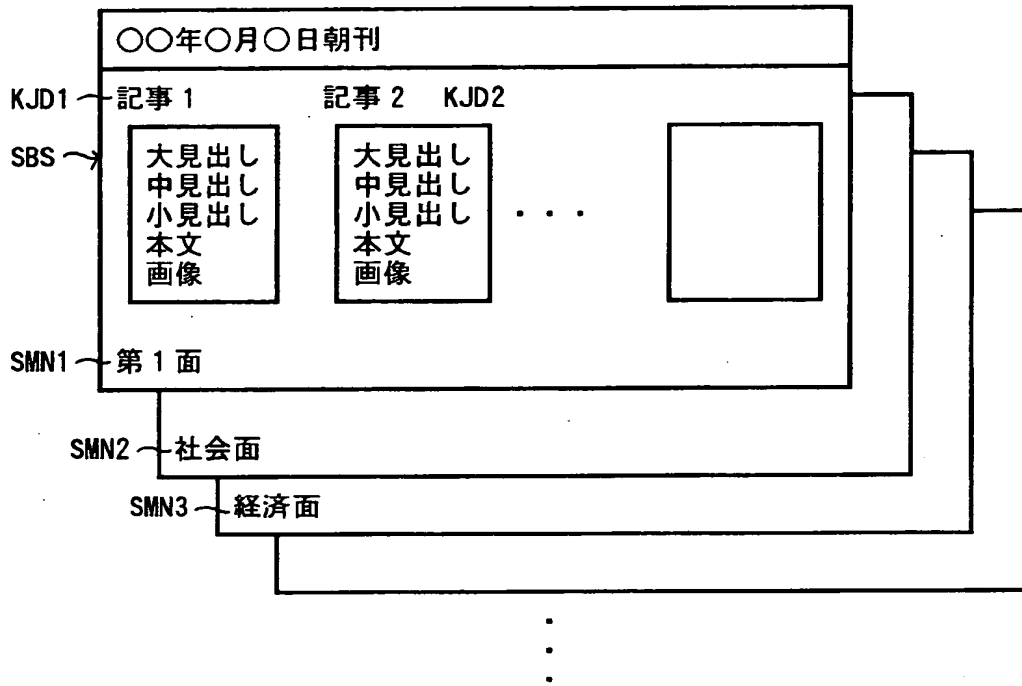 ○○年○月○日朝刊
KJD1 記事1 記事2 KJD2
SBS
大見出し 大見出し
中見出し 中見出し
小見出し 小見出し
本文 本文
画像 画像
・・・
SMN1 第1面
SMN2 社会面
SMN3 経済面